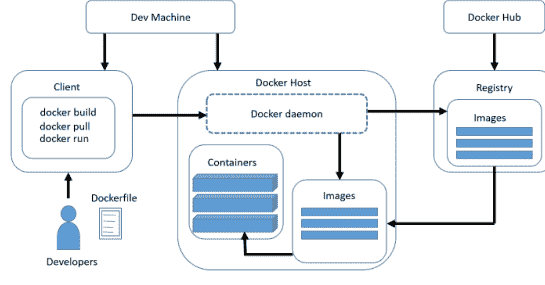 Dev Machine
Docker Hub
Client
docker build
docker pull
docker run
Docker Host
Docker daemon
Registry
Images
Containers
Images
Dockerfile
Developers